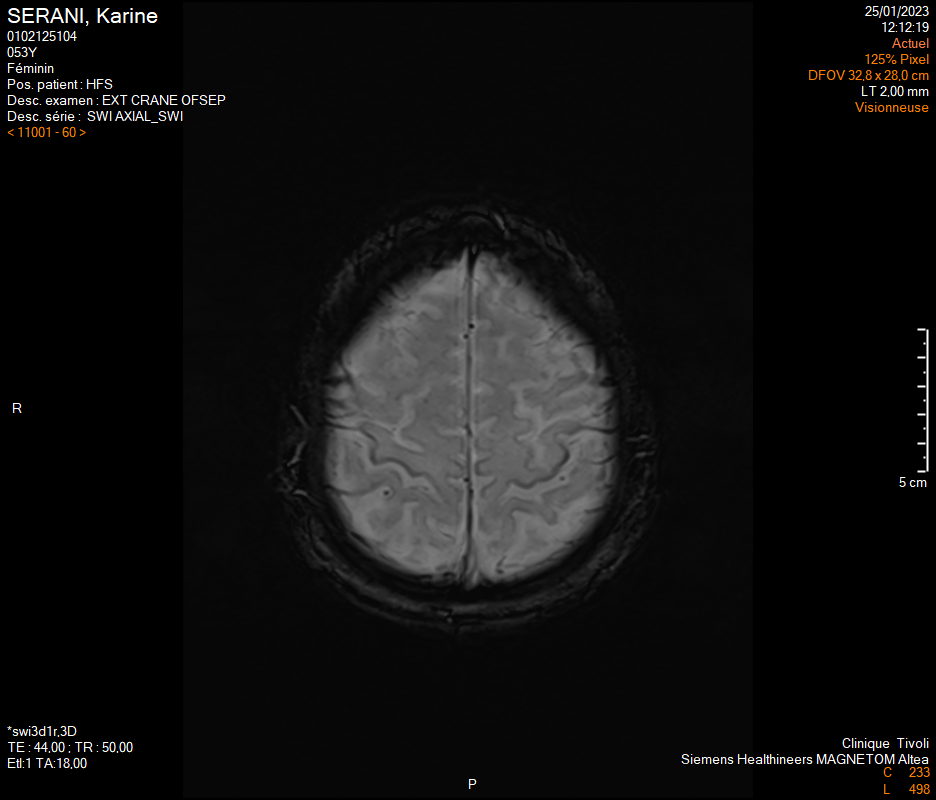 SERANI, Karine
0102125104
053Y
Féminin
Pos. patient : HFS
Desc. examen : EXT CRANE OFSEP
Desc. série : SWI AXIAL_SWI
< 11001 - 60 >
25/01/2023
12:12:19
Actuel
125% Pixel
DFOV 32,8 x 28,0 cm
LT 2,00 mm
Visionneuse
R
5 cm
*swi3d1r,3D
TE : 44,00 ; TR : 50,00
Etl:1 TA:18,00
P
Clinique Tivoli
Siemens Healthineers MAGNETOM Altea
C 233
L 498